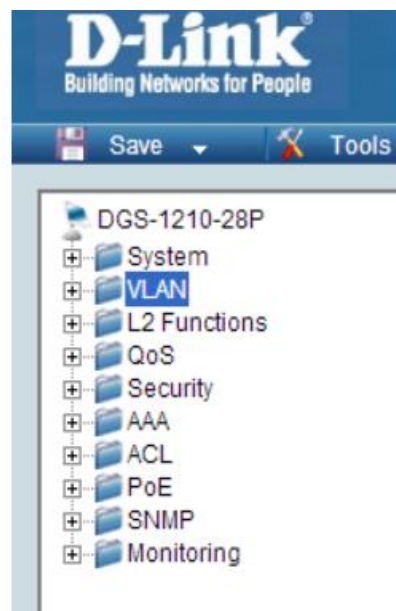 D-Link®
Building Networks for People
Save Tools
DGS-1210-28P
System
VLAN
L2 Functions
QoS
Security
AAA
ACL
PoE
SNMP
Monitoring